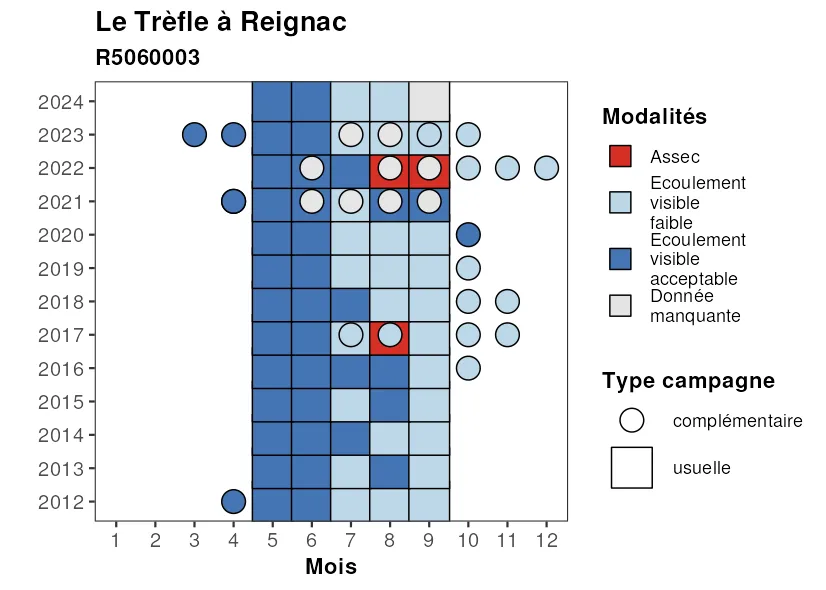 Le Trèfle à Reignac
R5060003
2024
2023
2022
2021
2020
2019
2018
2017
2016
2015
2014
2013
2012
1 2 3 4 5 6 7 8 9 10 11 12
Mois
Modalités
Assec
Ecoulement
visible
faible
Ecoulement
visible
acceptable
Donnée
manquante
Type campagne
complémentaire
usuelle